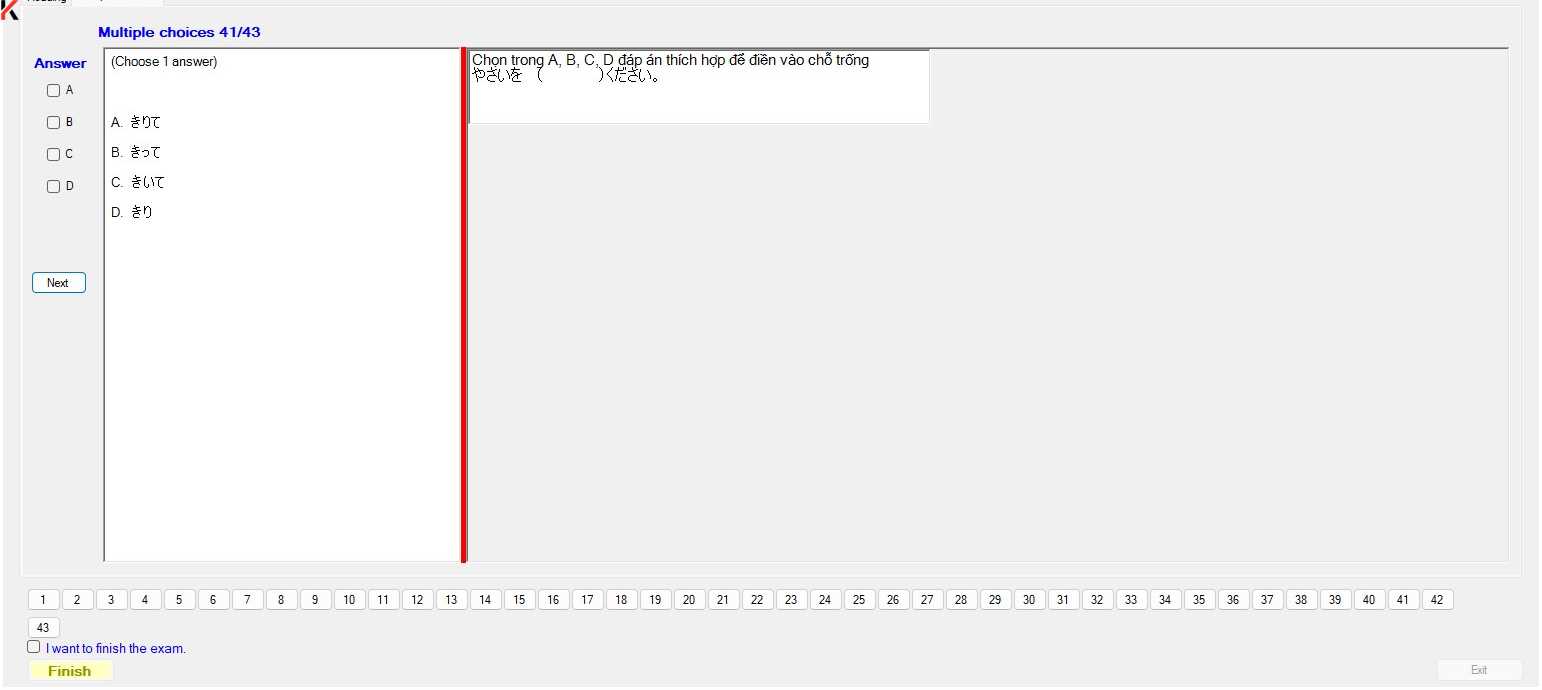 Multiple choices 41/43
Answer
A
B
C
D
Next
(Choose 1 answer)
A. きりて
B. きって
C. きいて
D. きり
Chọn trong A, B, C, D đáp án thích hợp để điền vào chỗ trống
やさいを （　　　　）ください。
1 2 3 4 5 6 7 8 9 10 11 12 13 14 15 16 17 18 19 20 21 22 23 24 25 26 27 28 29 30 31 32 33 34 35 36 37 38 39 40 41 42
43
I want to finish the exam.
Finish
Exit